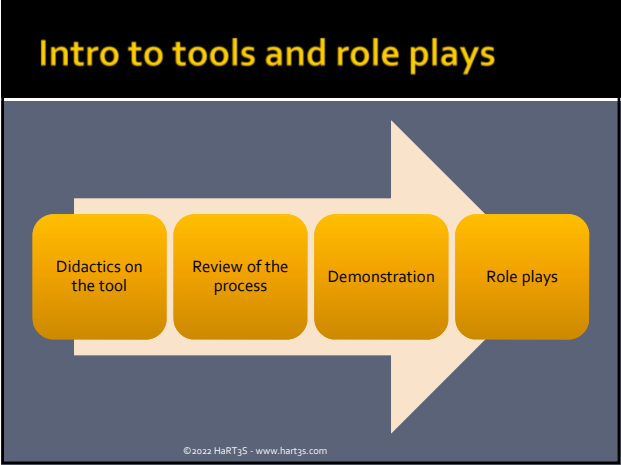 Intro to tools and role plays
Didactics on
the tool
Review of the
process
Demonstration
Role plays
©2022 HaRT3S - www.hart3s.com